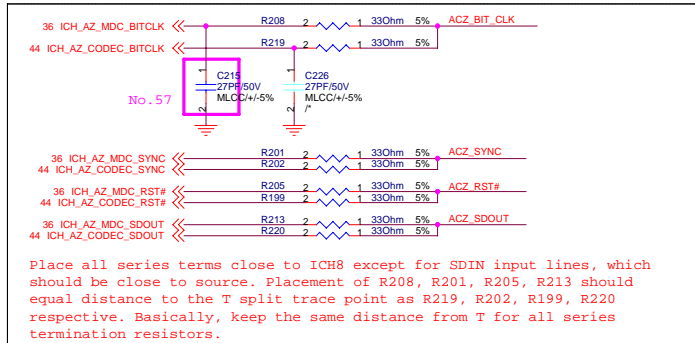 36 ICH_AZ_MDC_BITCLK R208 2 1 33Ohm 5% ACZ_BIT_CLK
44 ICH_AZ_CODEC_BITCLK R219 2 1 33Ohm 5%
1 1
C215 C226
27PF/50V 27PF/50V
MLCC/+/-5% MLCC/+/-5%
No.57
2 2 /*
36 ICH_AZ_MDC_SYNC R201 2 1 33Ohm 5% ACZ_SYNC
44 ICH_AZ_CODEC_SYNC R202 2 1 33Ohm 5%
36 ICH_AZ_MDC_RST# R205 2 1 33Ohm 5% ACZ_RST#
44 ICH_AZ_CODEC_RST# R199 2 1 33Ohm 5%
36 ICH_AZ_MDC_SDOUT R213 2 1 33Ohm 5% ACZ_SDOUT
44 ICH_AZ_CODEC_SDOUT R220 2 1 33Ohm 5%
Place all series terms close to ICH8 except for SDIN input lines, which
should be close to source. Placement of R208, R201, R205, R213 should
equal distance to the T split trace point as R219, R202, R199, R220
respective. Basically, keep the same distance from T for all series
termination resistors.